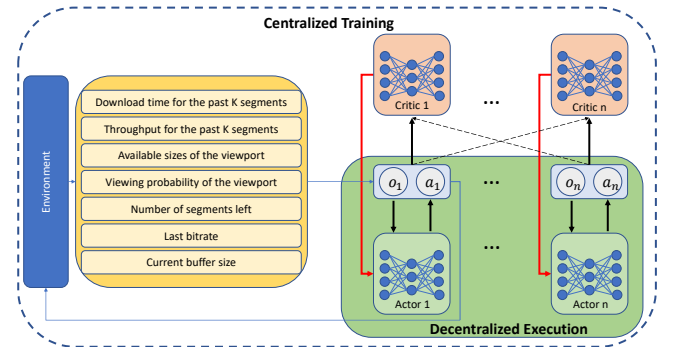 Centralized Training
Environment
Download time for the past K segments
Throughput for the past K segments
Available sizes of the viewport
Viewing probability of the viewport
Number of segments left
Last bitrate
Current buffer size
Critic 1
...
Critic n
o1
a1
...
on
an
...
Actor 1
Actor n
Decentralized Execution